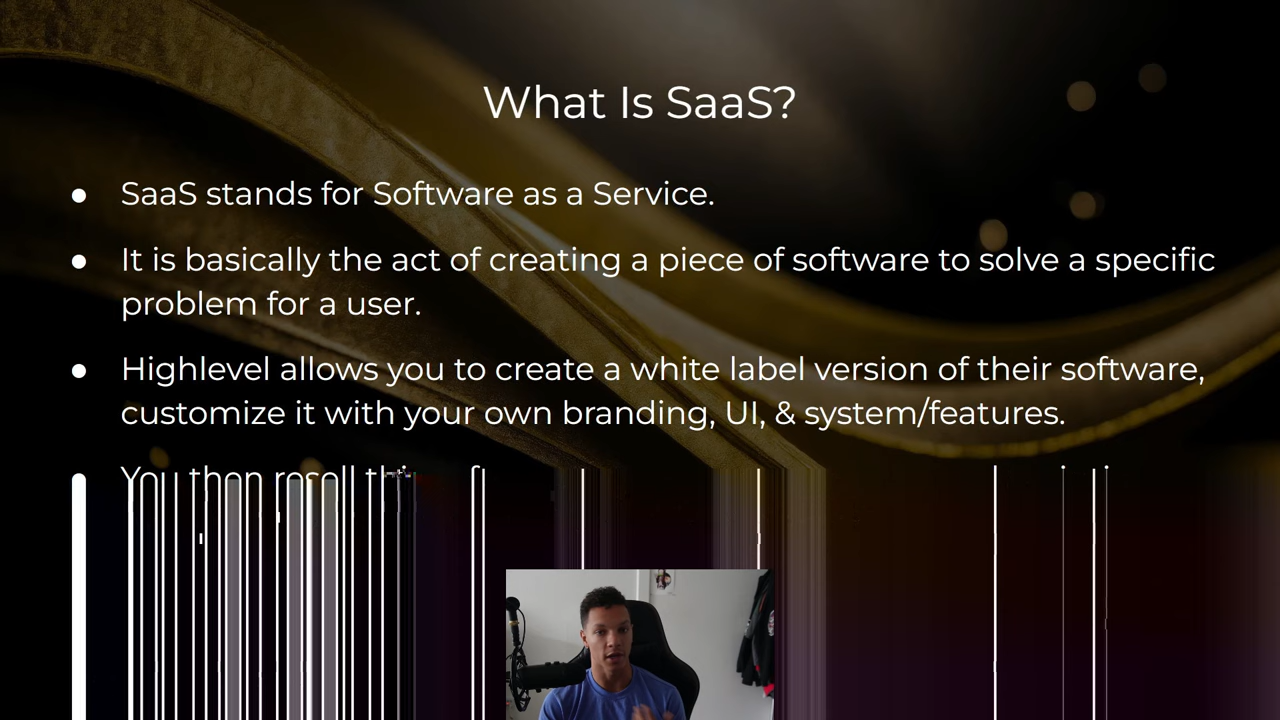 What Is SaaS?
● SaaS stands for Software as a Service.
● It is basically the act of creating a piece of software to solve a specific
problem for a user.
● Highlevel allows you to create a white label version of their software,
customize it with your own branding, UI, & system/features.
● You then resell